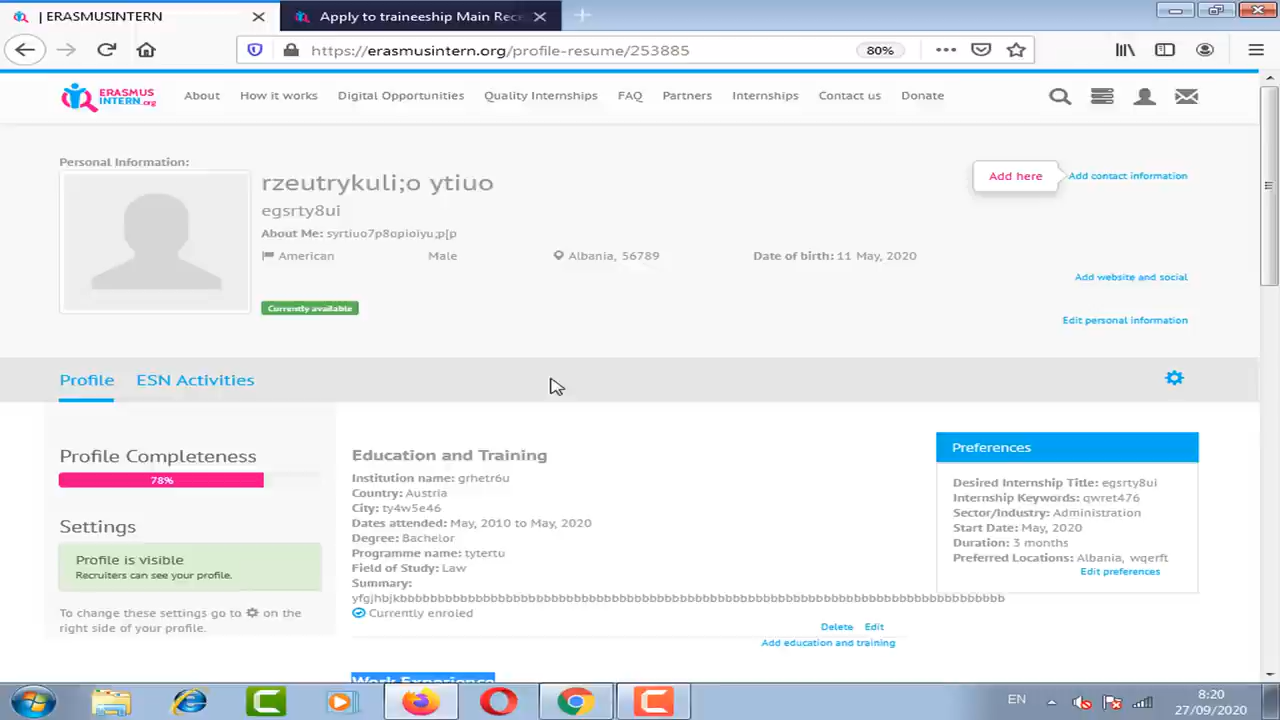 | ERASMUSINTERN
Apply to traineeship Main Rec
https://erasmusintern.org/profile-resume/253885
80%
ERASMUS
INTERN.org
About
How it works
Digital Opportunities
Quality Internships
FAQ
Partners
Internships
Contact us
Donate
Personal Information:
rzeutrykuli;o ytiuo
egsrty8ui
About Me: syrtiuo7p8opioiyu;p[p
American
Male
Albania, 56789
Date of birth: 11 May, 2020
Currently available
Add here
Add contact information
Add website and social
Edit personal information
Profile
ESN Activities
Profile Completeness
78%
Settings
Profile is visible
Recruiters can see your profile.
To change these settings go to on the
right side of your profile.
Education and Training
Institution name: grhetr6u
Country: Austria
City: ty4w5e46
Dates attended: May, 2010 to May, 2020
Degree: Bachelor
Programme name: tytertu
Field of Study: Law
Summary:
Currently enroled
Delete
Edit
Add education and training
Work Experience
Preferences
Desired Internship Title: egsrty8ui
Internship Keywords: qwret476
Sector/Industry: Administration
Start Date: May, 2020
Duration: 3 months
Preferred Locations: Albania, wqerft
Edit preferences
EN
8:20
27/09/2020